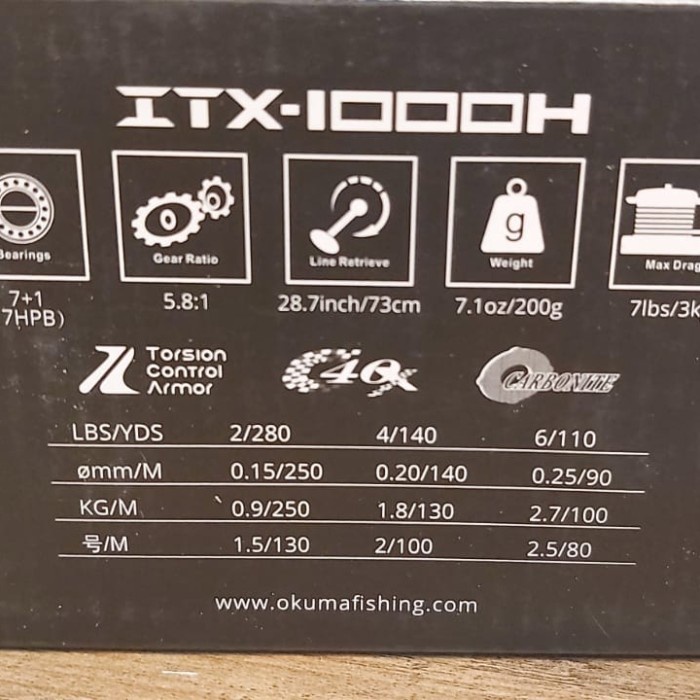 ITX-1000H
Bearings
Gear Ratio
Line Retrieve
g
Weight
Max Drag
7+1
7HPB)
5.8:1
28.7inch/73cm
7.1oz/200g
7lbs/3k
Torsion
Control
Armor
4QX
CARBONITE
LBS/YDS 2/280 4/140 6/110
ømm/M 0.15/250 0.20/140 0.25/90
KG/M 0.9/250 1.8/130 2.7/100
号/M 1.5/130 2/100 2.5/80
www.okumafishing.com